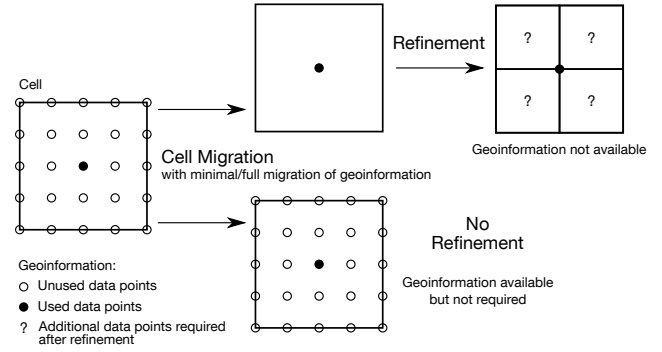 Refinement
? ?
? ?
Geoinformation not available
Cell
Cell Migration
with minimal/full migration of geoinformation
No
Refinement
Geoinformation available
but not required
Geoinformation:
Unused data points
Used data points
? Additional data points required
after refinement